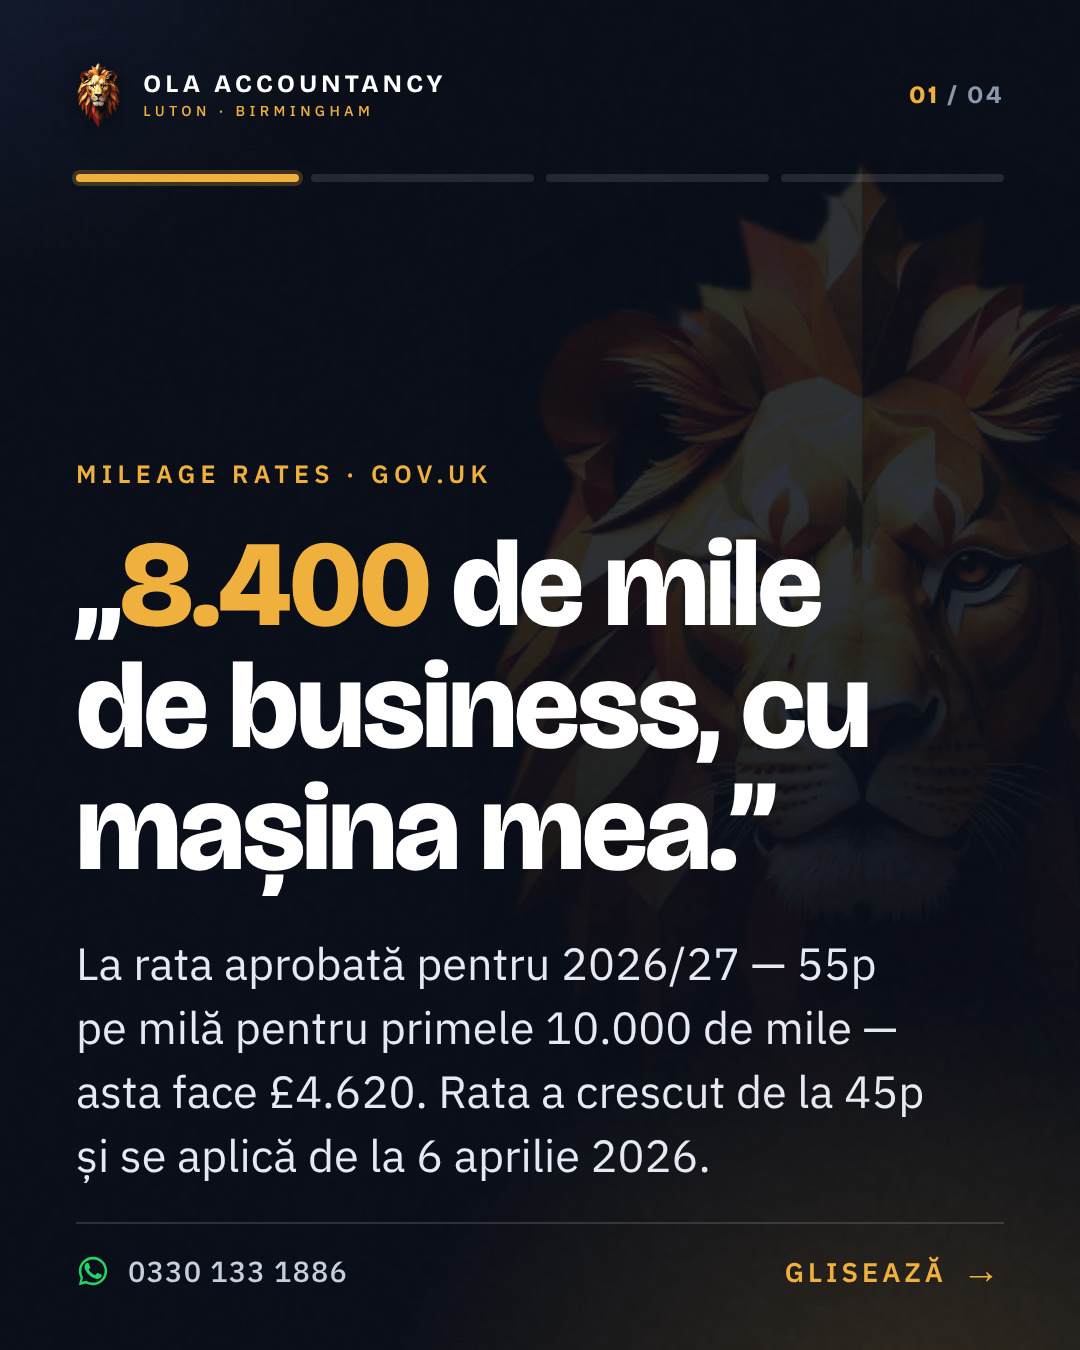 OLA ACCOUNTANCY
LUTON · BIRMINGHAM
01 / 04
MILEAGE RATES · GOV.UK
„8.400 de mile
de business, cu
mașina mea.”
La rata aprobată pentru 2026/27 — 55p
pe milă pentru primele 10.000 de mile —
asta face £4.620. Rata a crescut de la 45p
și se aplică de la 6 aprilie 2026.
0330 133 1886
GLISEAZĂ →